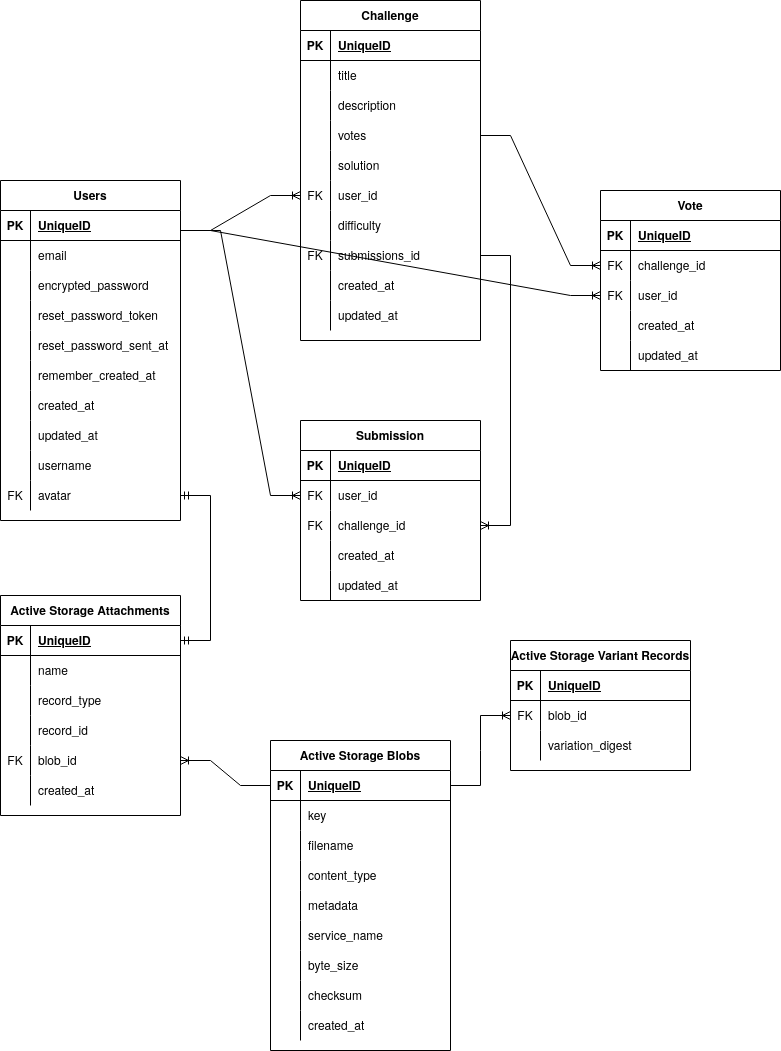 Challenge
PK UniqueID
title
description
votes
solution
FK user_id
difficulty
FK submissions_id
created_at
updated_at
Users
PK UniqueID
email
encrypted_password
reset_password_token
reset_password_sent_at
remember_created_at
created_at
updated_at
username
FK avatar
Vote
PK UniqueID
FK challenge_id
FK user_id
created_at
updated_at
Submission
PK UniqueID
FK user_id
FK challenge_id
created_at
updated_at
Active Storage Attachments
PK UniqueID
name
record_type
record_id
FK blob_id
created_at
Active Storage Variant Records
PK UniqueID
FK blob_id
variation_digest
Active Storage Blobs
PK UniqueID
key
filename
content_type
metadata
service_name
byte_size
checksum
created_at